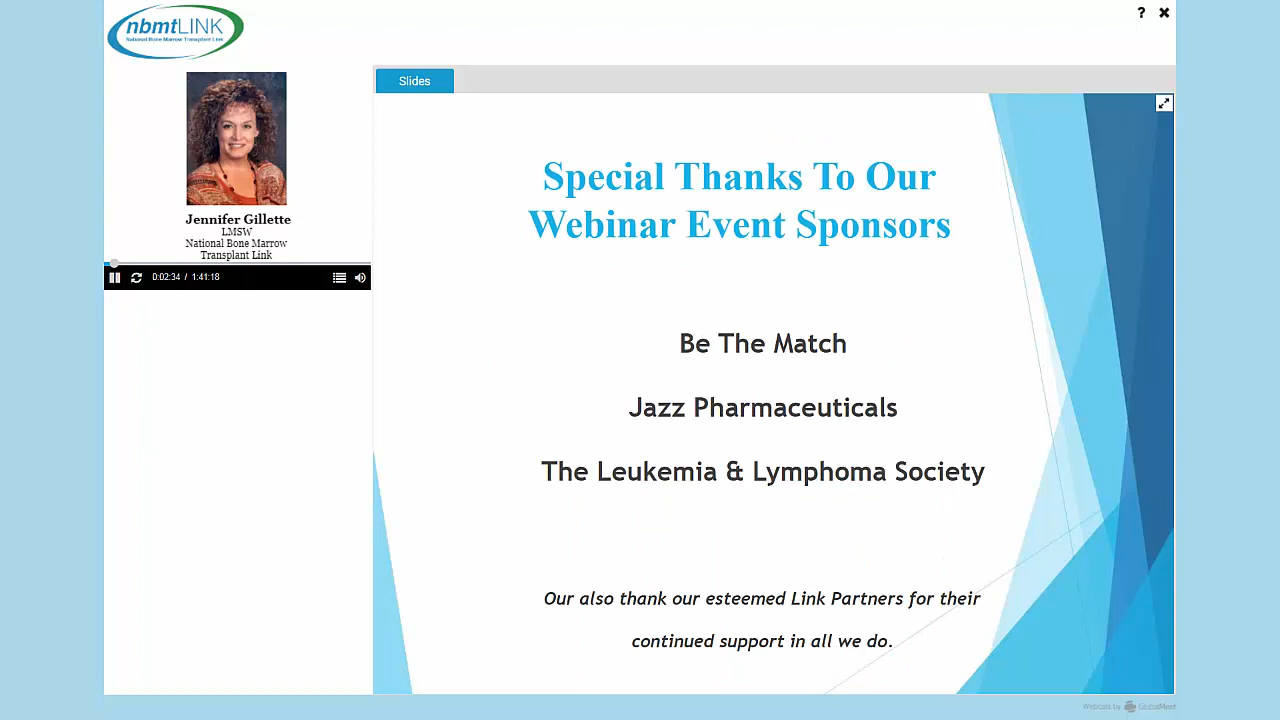 nbmtLINK
National Bone Marrow Transplant Link
? ✖
Jennifer Gillette
LMSW
National Bone Marrow
Transplant Link
0:02:34 / 1:41:18
Slides
Special Thanks To Our
Webinar Event Sponsors
Be The Match
Jazz Pharmaceuticals
The Leukemia & Lymphoma Society
Our also thank our esteemed Link Partners for their
continued support in all we do.
Webcasts by GlobalMeet